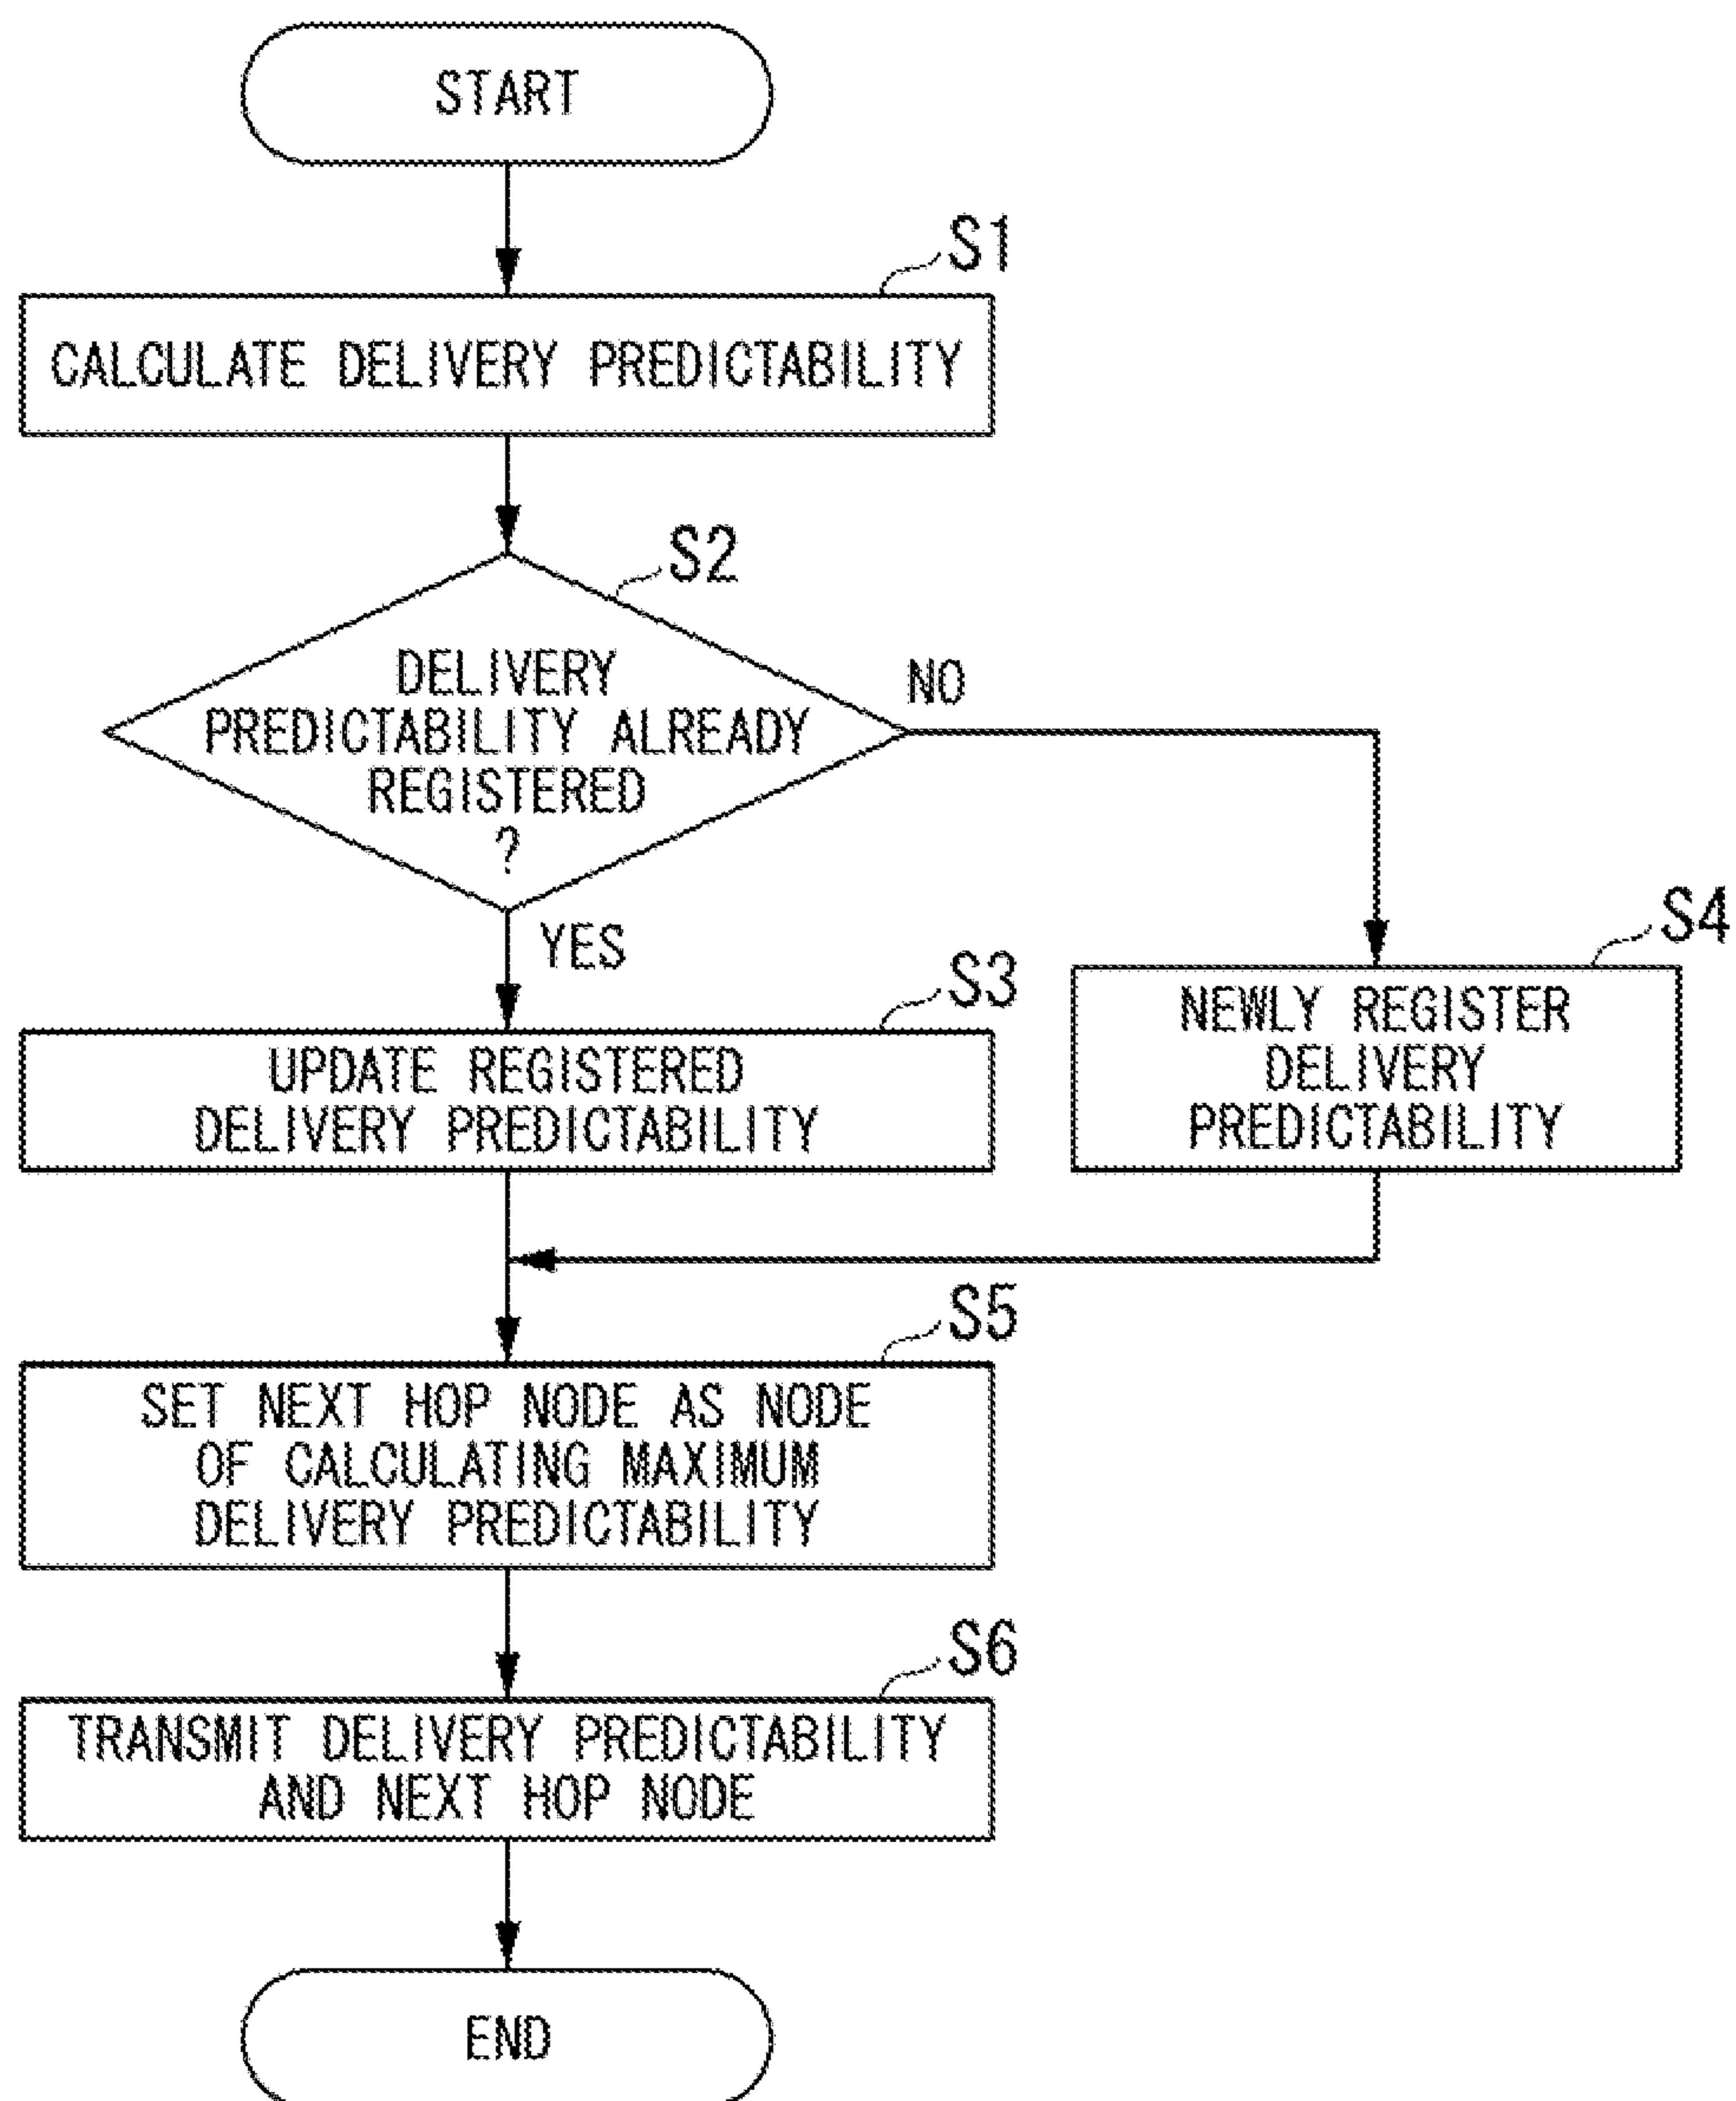 START
S1
CALCULATE DELIVERY PREDICTABILITY
S2
DELIVERY
PREDICTABILITY ALREADY
REGISTERED
?
NO
YES
S3
UPDATE REGISTERED
DELIVERY PREDICTABILITY
S4
NEWLY REGISTER
DELIVERY
PREDICTABILITY
S5
SET NEXT HOP NODE AS NODE
OF CALCULATING MAXIMUM
DELIVERY PREDICTABILITY
S6
TRANSMIT DELIVERY PREDICTABILITY
AND NEXT HOP NODE
END